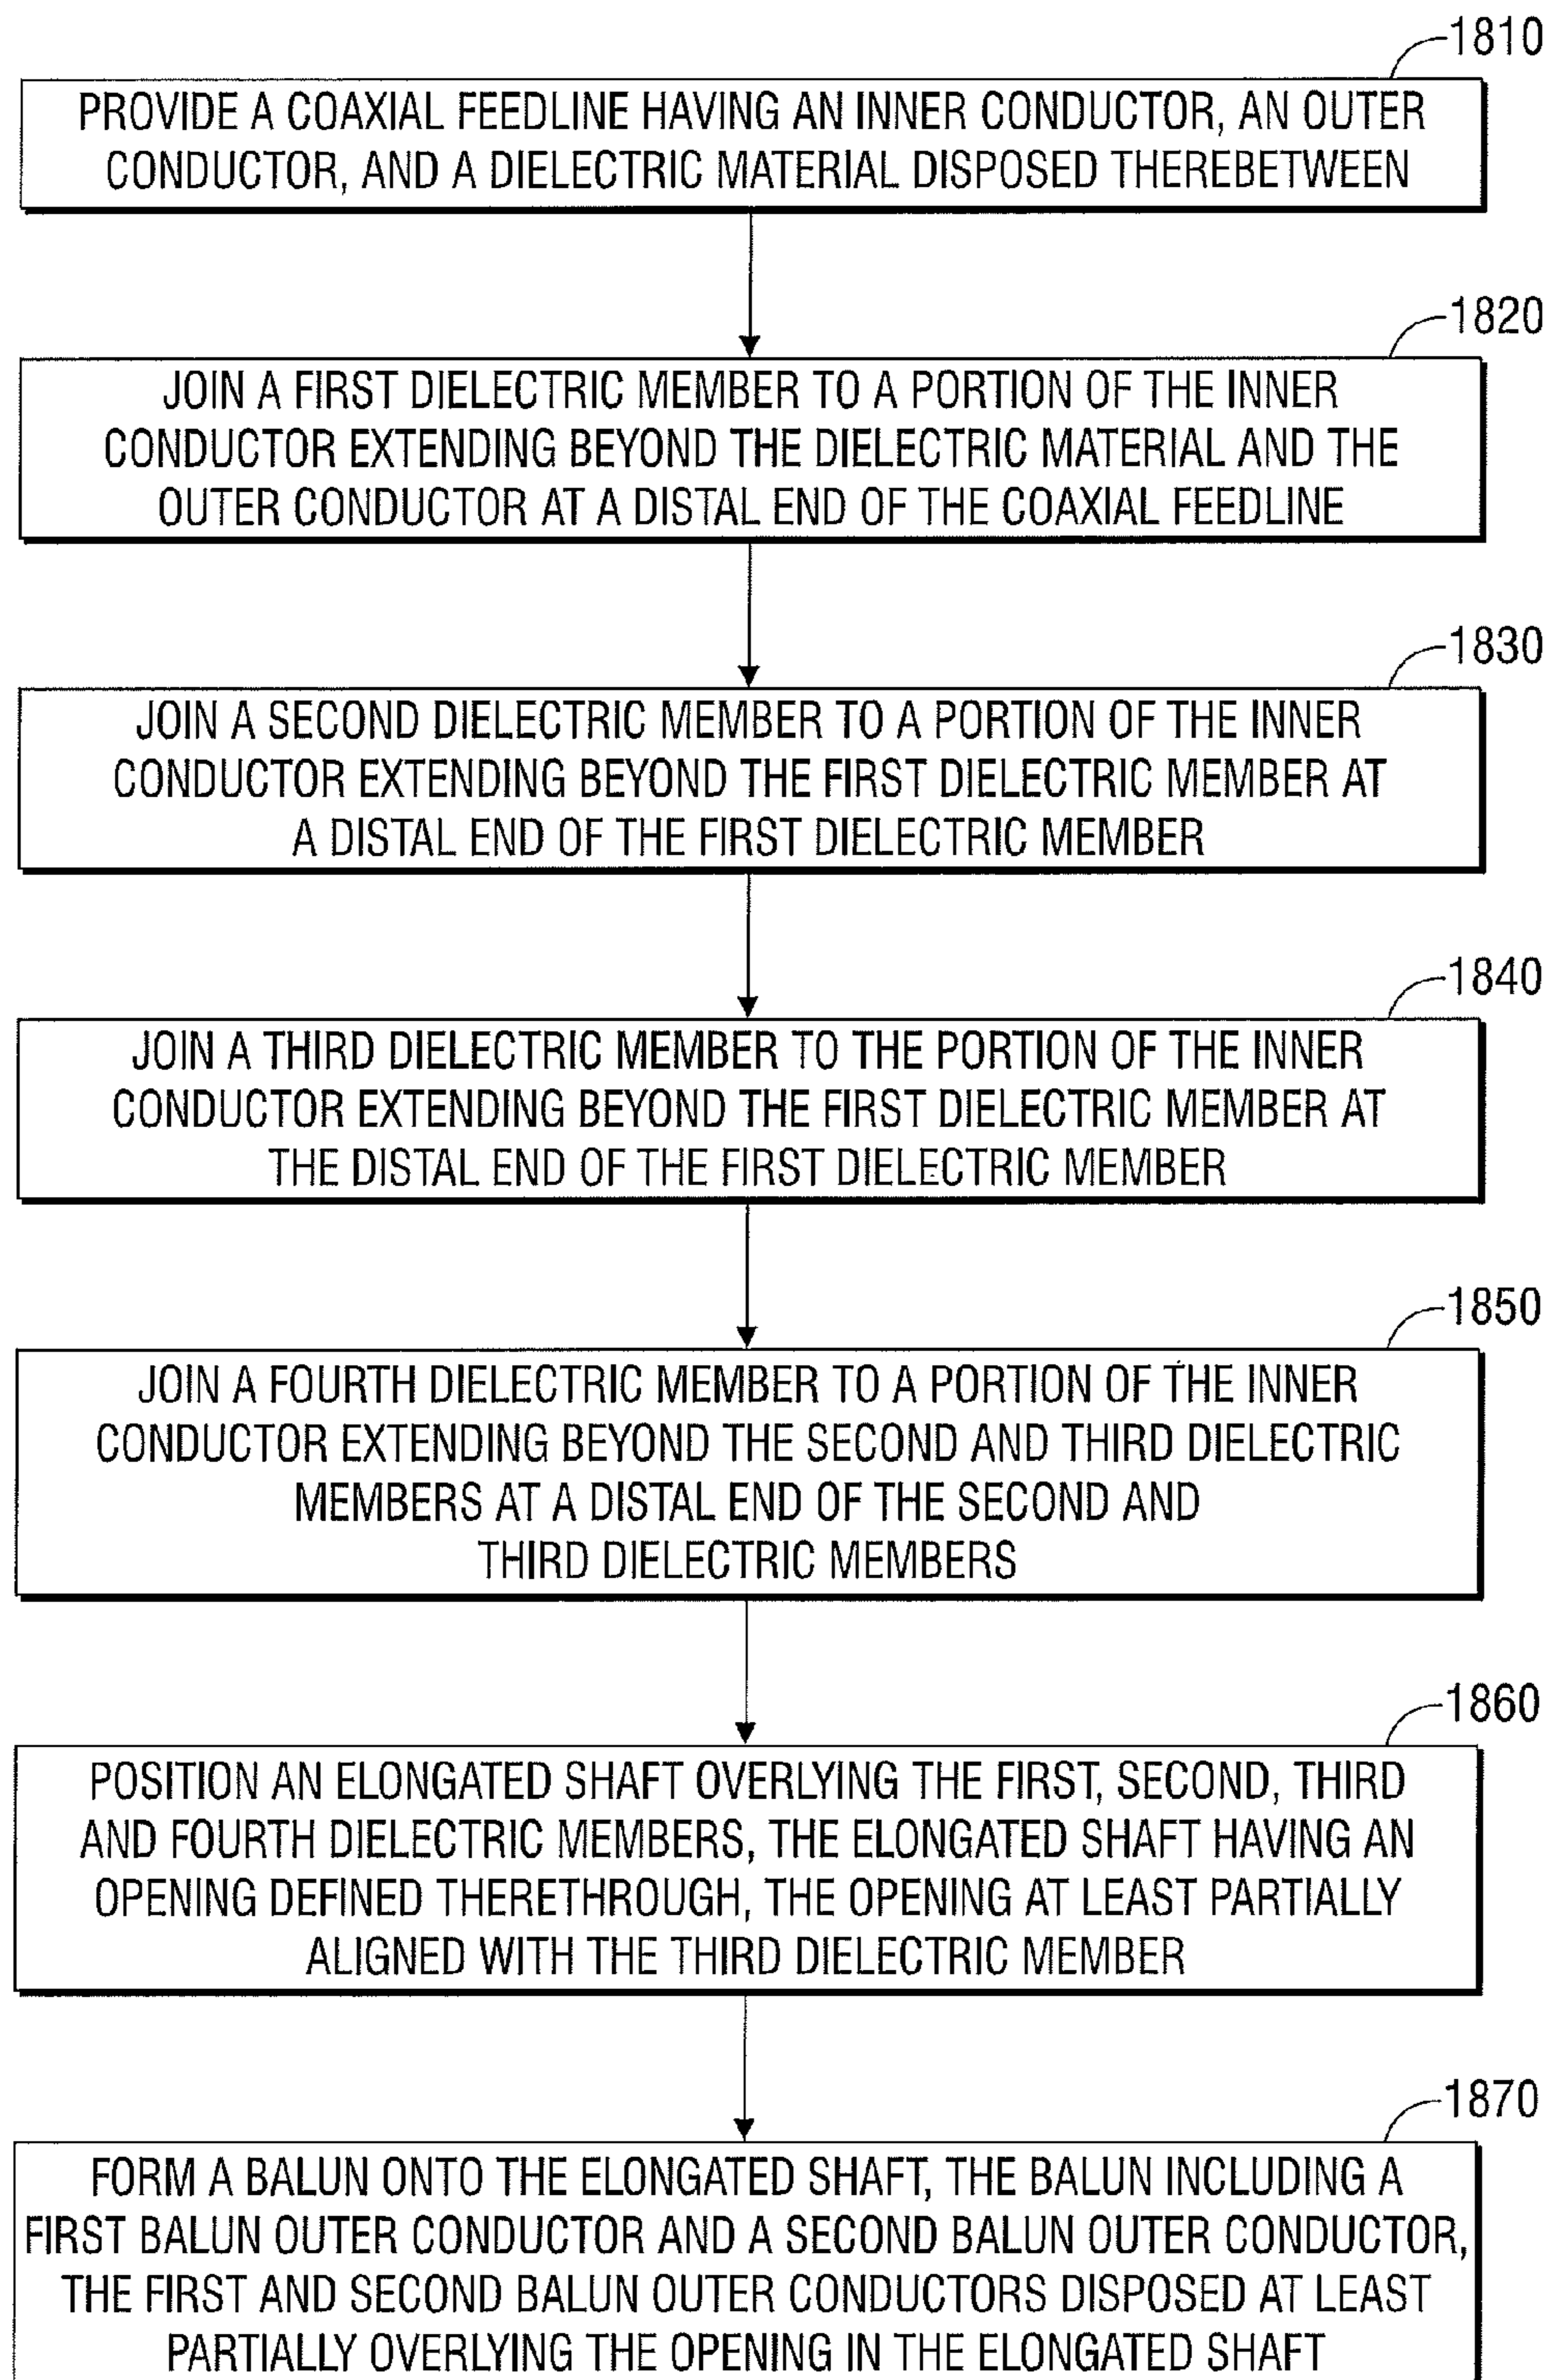 1810
PROVIDE A COAXIAL FEEDLINE HAVING AN INNER CONDUCTOR, AN OUTER
CONDUCTOR, AND A DIELECTRIC MATERIAL DISPOSED THEREBETWEEN
1820
JOIN A FIRST DIELECTRIC MEMBER TO A PORTION OF THE INNER
CONDUCTOR EXTENDING BEYOND THE DIELECTRIC MATERIAL AND THE
OUTER CONDUCTOR AT A DISTAL END OF THE COAXIAL FEEDLINE
1830
JOIN A SECOND DIELECTRIC MEMBER TO A PORTION OF THE INNER
CONDUCTOR EXTENDING BEYOND THE FIRST DIELECTRIC MEMBER AT
A DISTAL END OF THE FIRST DIELECTRIC MEMBER
1840
JOIN A THIRD DIELECTRIC MEMBER TO THE PORTION OF THE INNER
CONDUCTOR EXTENDING BEYOND THE FIRST DIELECTRIC MEMBER AT
THE DISTAL END OF THE FIRST DIELECTRIC MEMBER
1850
JOIN A FOURTH DIELECTRIC MEMBER TO A PORTION OF THE INNER
CONDUCTOR EXTENDING BEYOND THE SECOND AND THIRD DIELECTRIC
MEMBERS AT A DISTAL END OF THE SECOND AND
THIRD DIELECTRIC MEMBERS
1860
POSITION AN ELONGATED SHAFT OVERLYING THE FIRST, SECOND, THIRD
AND FOURTH DIELECTRIC MEMBERS, THE ELONGATED SHAFT HAVING AN
OPENING DEFINED THERETHROUGH, THE OPENING AT LEAST PARTIALLY
ALIGNED WITH THE THIRD DIELECTRIC MEMBER
1870
FORM A BALUN ONTO THE ELONGATED SHAFT, THE BALUN INCLUDING A
FIRST BALUN OUTER CONDUCTOR AND A SECOND BALUN OUTER CONDUCTOR,
THE FIRST AND SECOND BALUN OUTER CONDUCTORS DISPOSED AT LEAST
PARTIALLY OVERLYING THE OPENING IN THE ELONGATED SHAFT